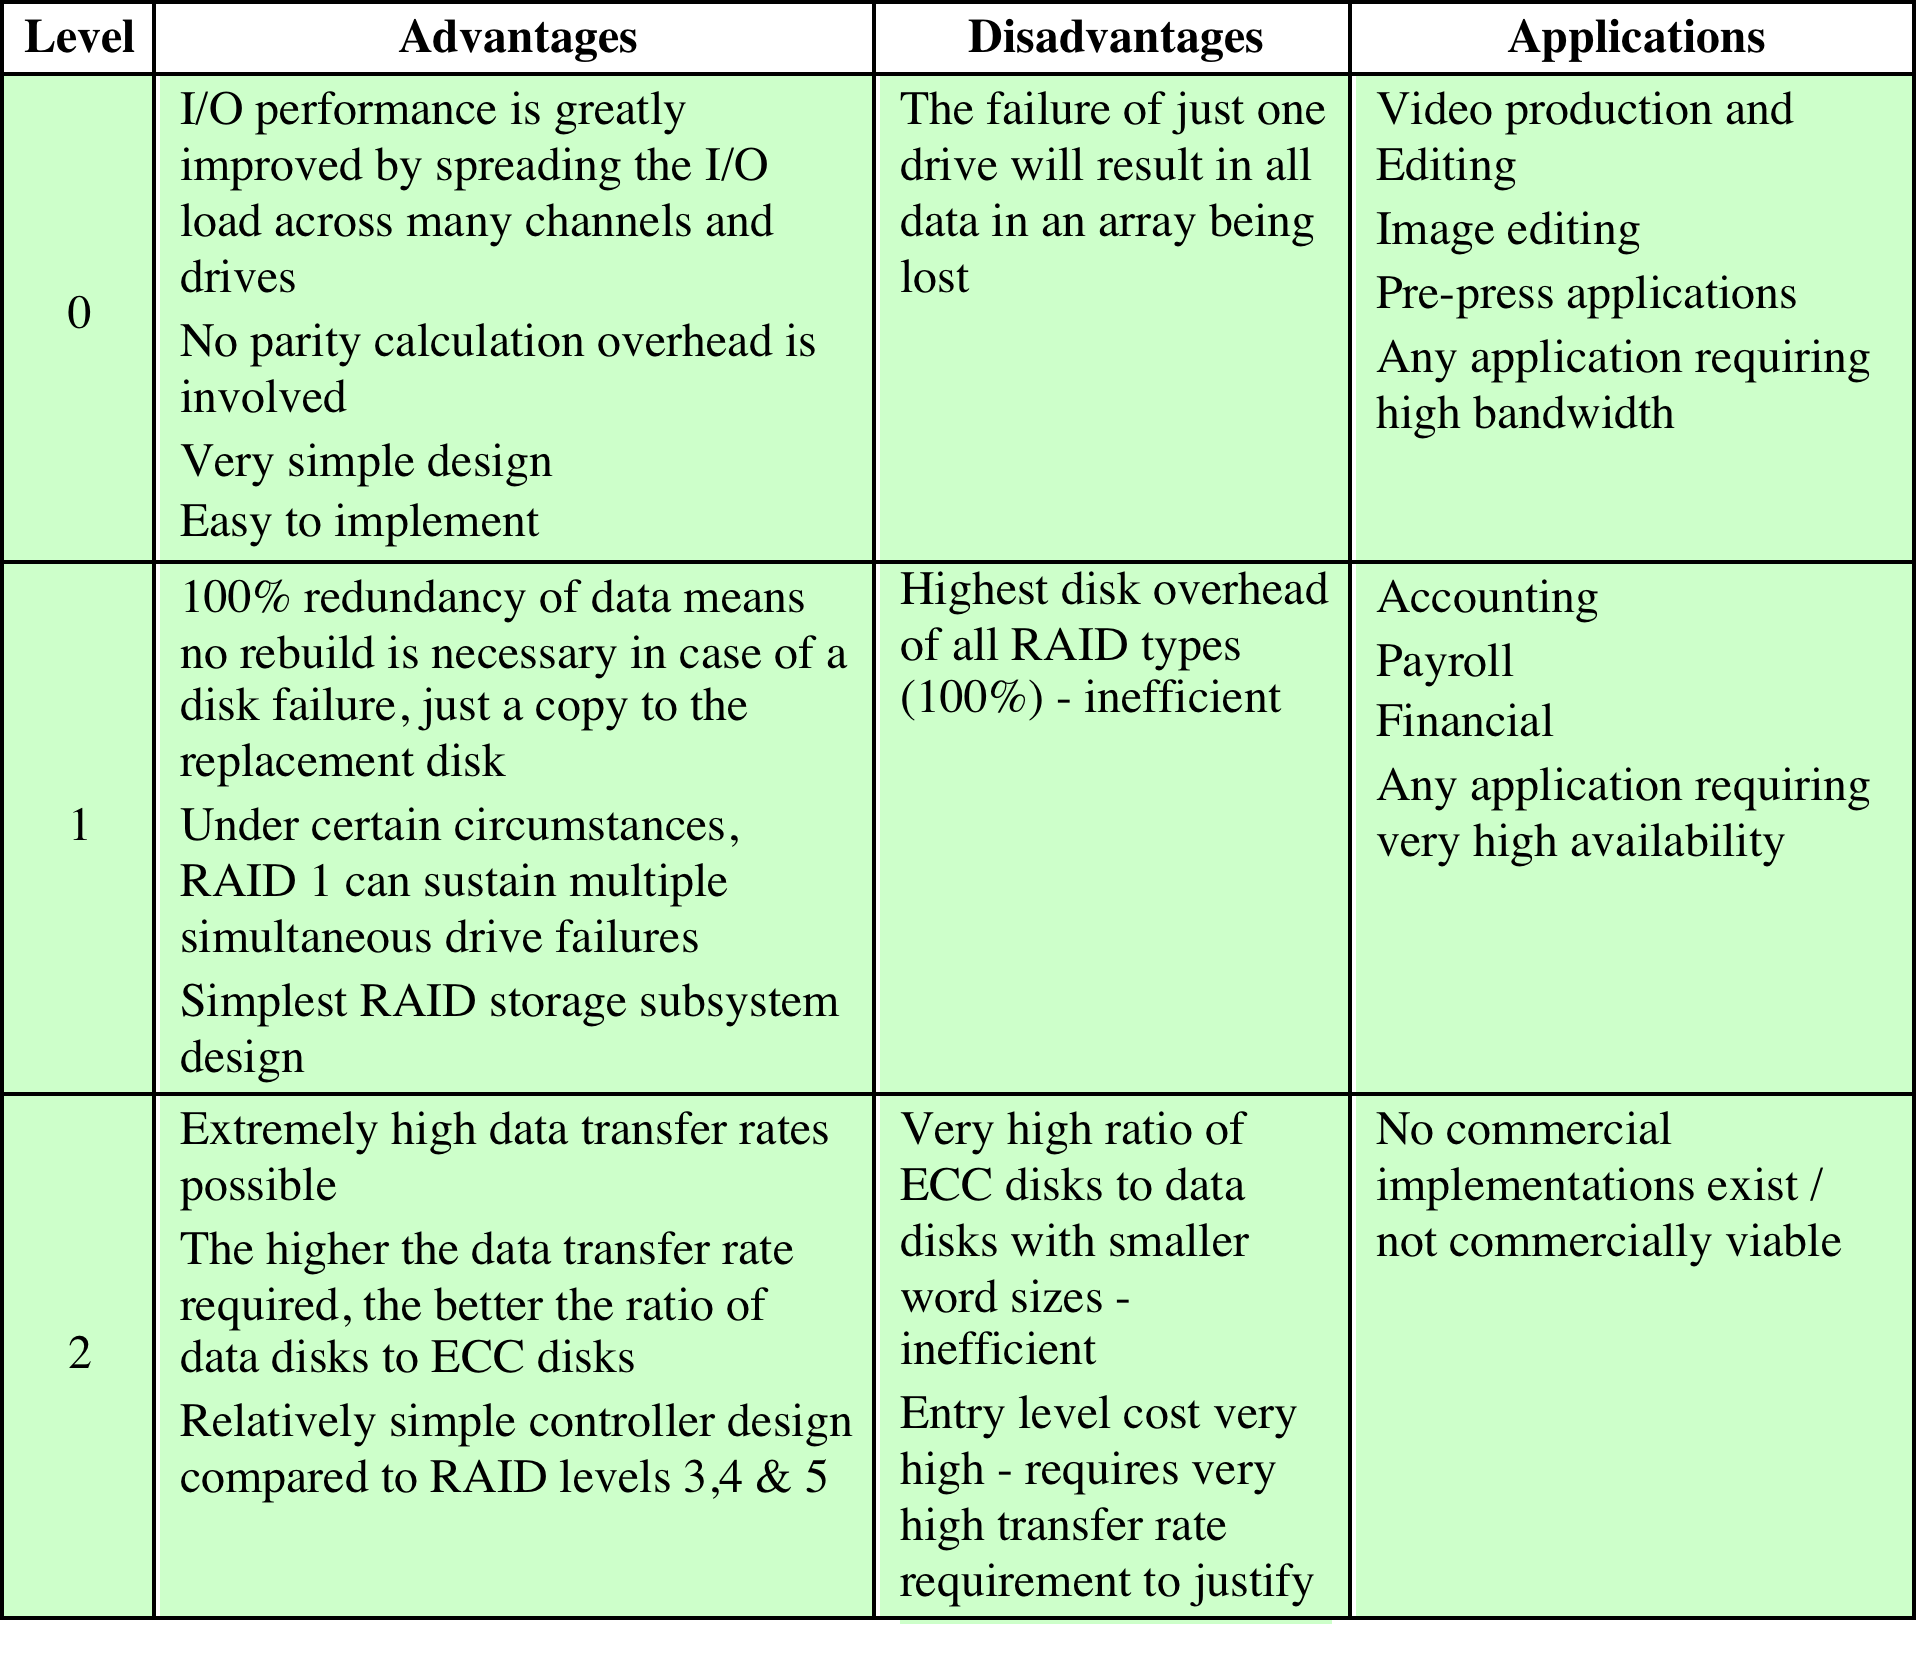 Level Advantages Disadvantages Applications
0
I/O performance is greatly
improved by spreading the I/O
load across many channels and
drives
No parity calculation overhead is
involved
Very simple design
Easy to implement
The failure of just one
drive will result in all
data in an array being
lost
Video production and
Editing
Image editing
Pre-press applications
Any application requiring
high bandwidth
1
100% redundancy of data means
no rebuild is necessary in case of a
disk failure, just a copy to the
replacement disk
Under certain circumstances,
RAID 1 can sustain multiple
simultaneous drive failures
Simplest RAID storage subsystem
design
Highest disk overhead
of all RAID types
(100%) - inefficient
Accounting
Payroll
Financial
Any application requiring
very high availability
2
Extremely high data transfer rates
possible
The higher the data transfer rate
required, the better the ratio of
data disks to ECC disks
Relatively simple controller design
compared to RAID levels 3,4 & 5
Very high ratio of
ECC disks to data
disks with smaller
word sizes -
inefficient
Entry level cost very
high - requires very
high transfer rate
requirement to justify
No commercial
implementations exist /
not commercially viable